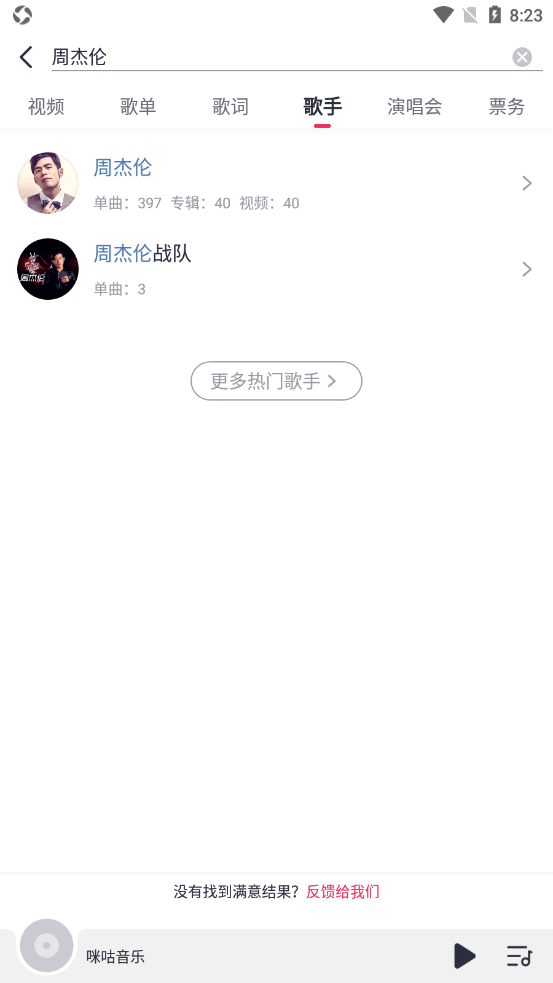 8:23
周杰伦
视频 歌单 歌词 歌手 演唱会 票务
周杰伦
单曲：397 专辑：40 视频：40
周杰伦战队
周杰伦
单曲：3
更多热门歌手
没有找到满意结果？反馈给我们
咪咕音乐